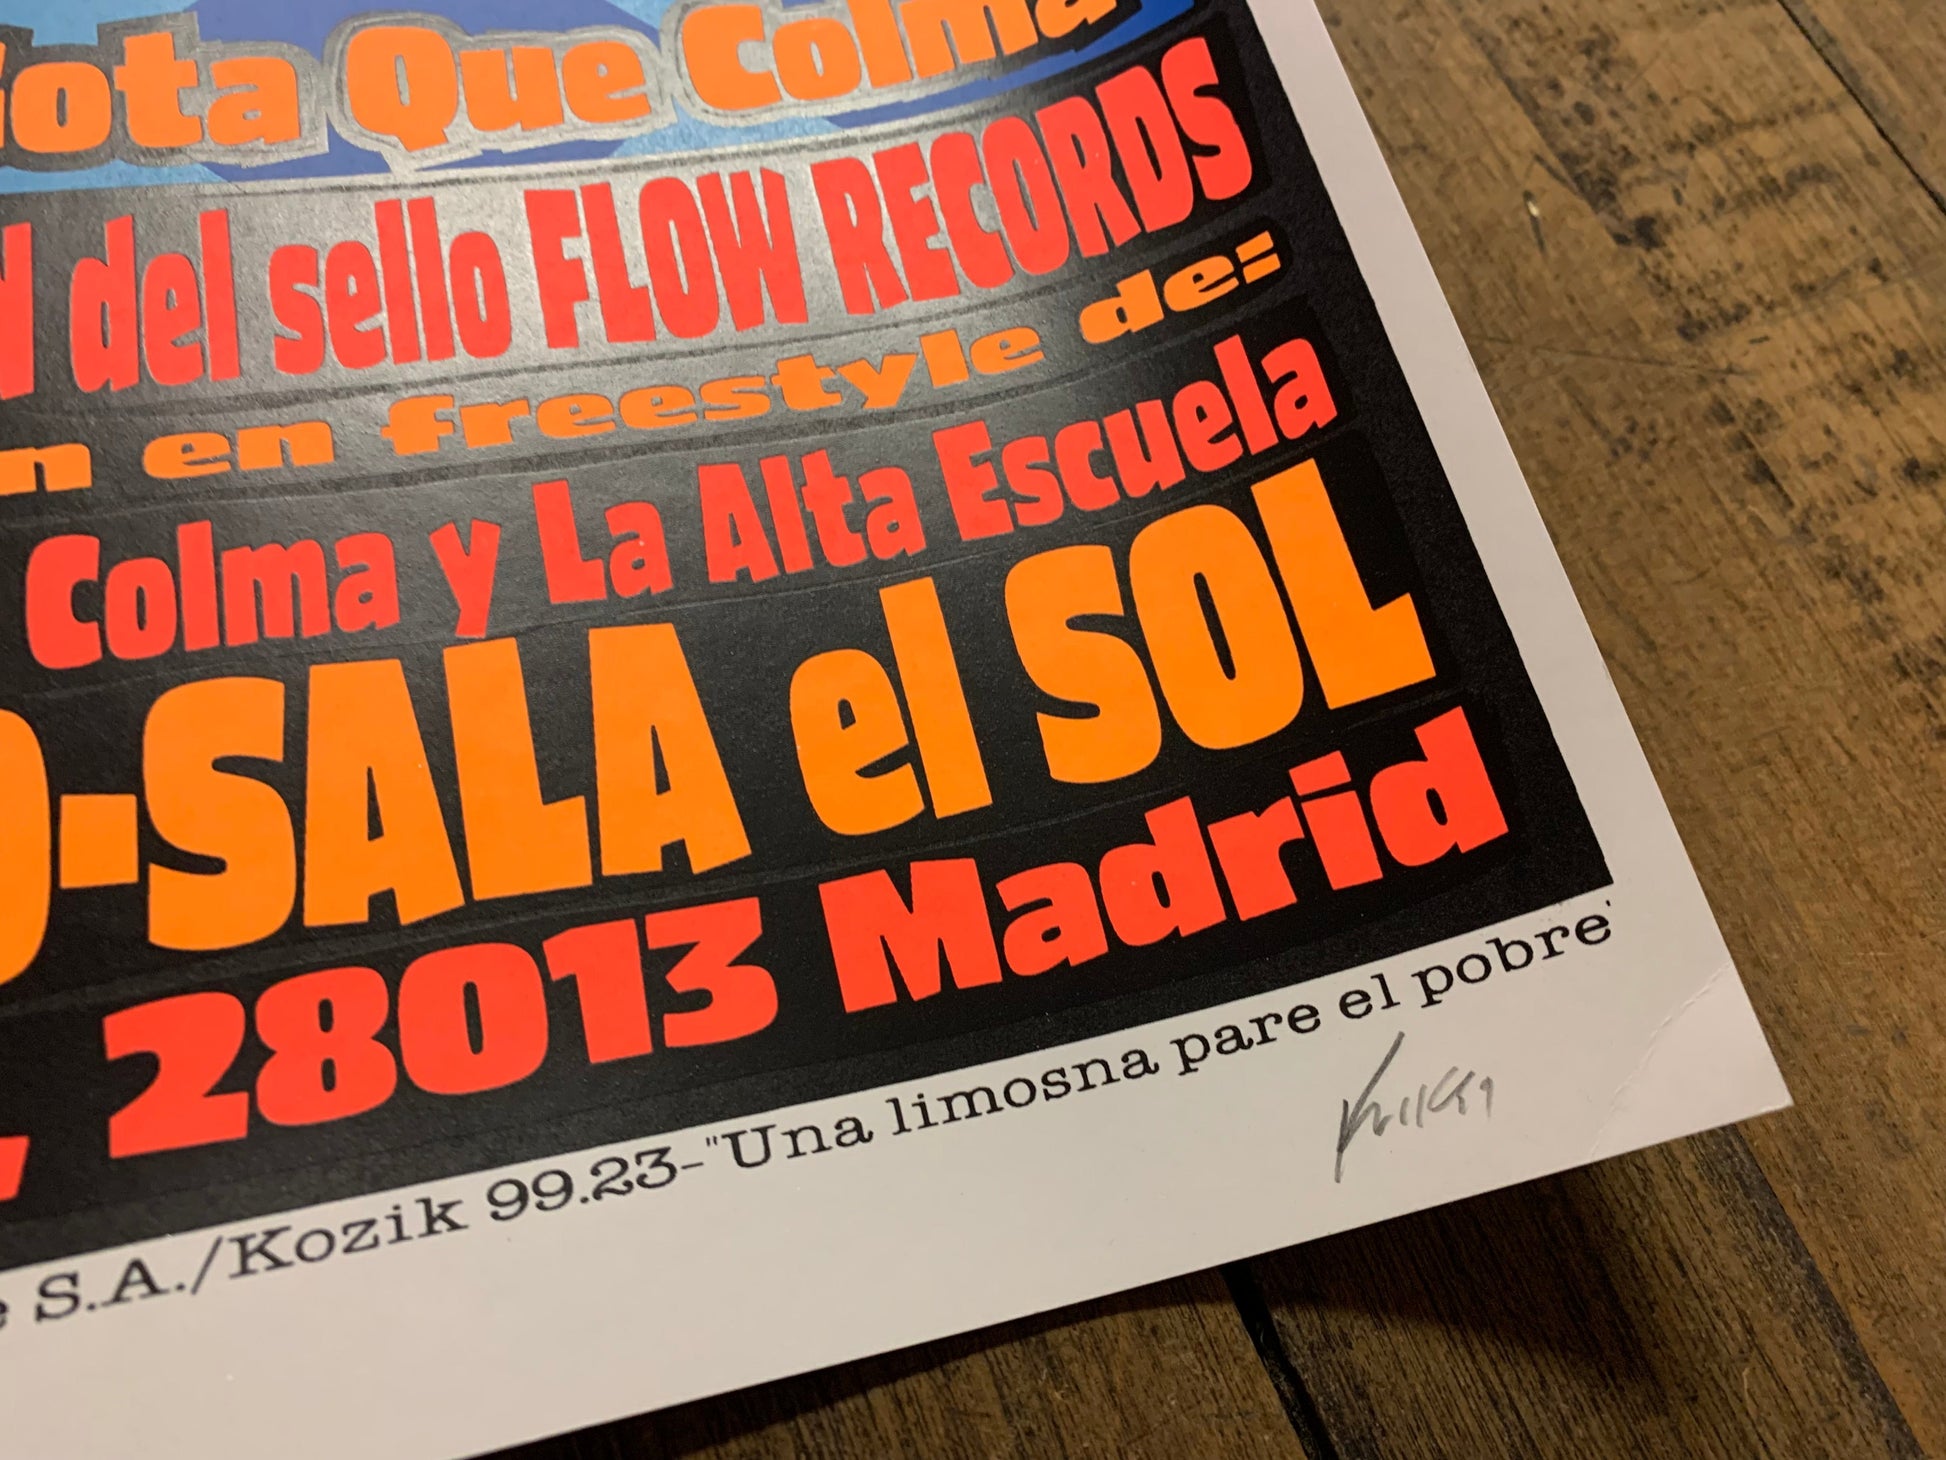 Gota Que Colma
del sello FLOW RECORDS
en freestyle de:
Colma y La Alta Escuela
-SALA el SOL
, 28013 Madrid
S.A./Kozik 99.23-"Una limosna pare el pobre'